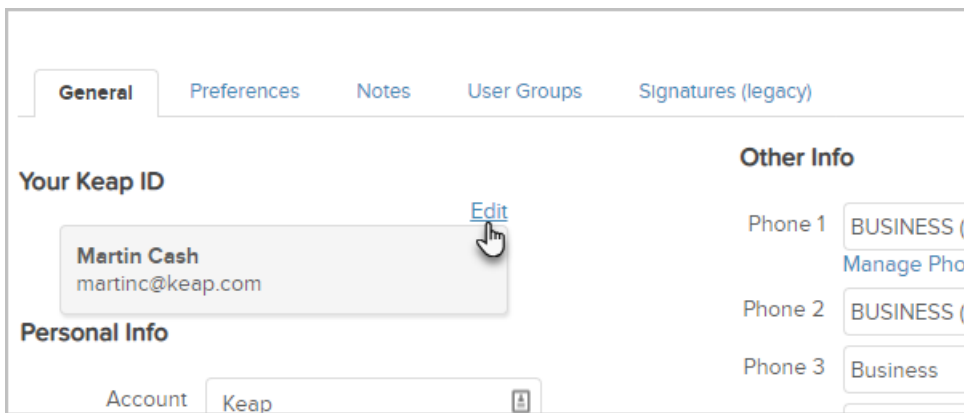 General Preferences Notes User Groups Signatures (legacy)
Your Keap ID
Edit
Martin Cash
martinc@keap.com
Personal Info
Account Keap
Other Info
Phone 1 BUSINESS (
Manage Pho
Phone 2 BUSINESS (
Phone 3 Business